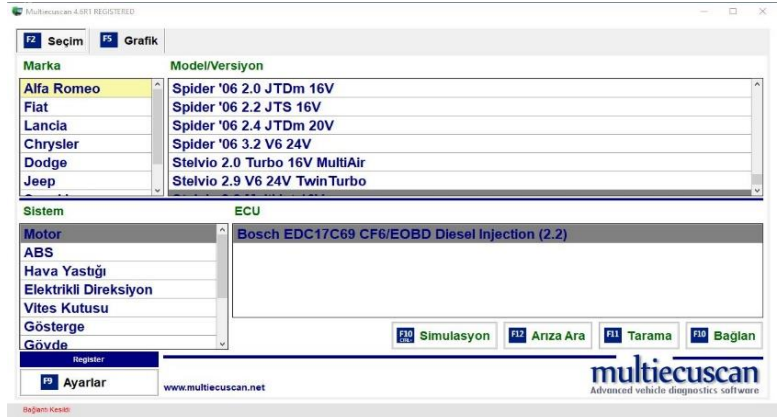 Multiecuscan 4.6R1 REGISTERED
F2 Seçim F5 Grafik
Marka Model/Versiyon
Alfa Romeo
Fiat
Lancia
Chrysler
Dodge
Jeep
Spider '06 2.0 JTDm 16V
Spider '06 2.2 JTS 16V
Spider '06 2.4 JTDm 20V
Spider '06 3.2 V6 24V
Stelvio 2.0 Turbo 16V MultiAir
Stelvio 2.9 V6 24V TwinTurbo
Sistem ECU
Motor
ABS
Hava Yastığı
Elektrikli Direksiyon
Vites Kutusu
Gösterge
Gövde
Bosch EDC17C69 CF6/EOBD Diesel Injection (2.2)
F10 CTRL+ Simulasyon F12 Arıza Ara F11 Tarama F10 Bağlan
Register
F9 Ayarlar
www.multiecuscan.net
multiecuscan
Advanced vehicle diagnostics software
Bağlantı Kesildi